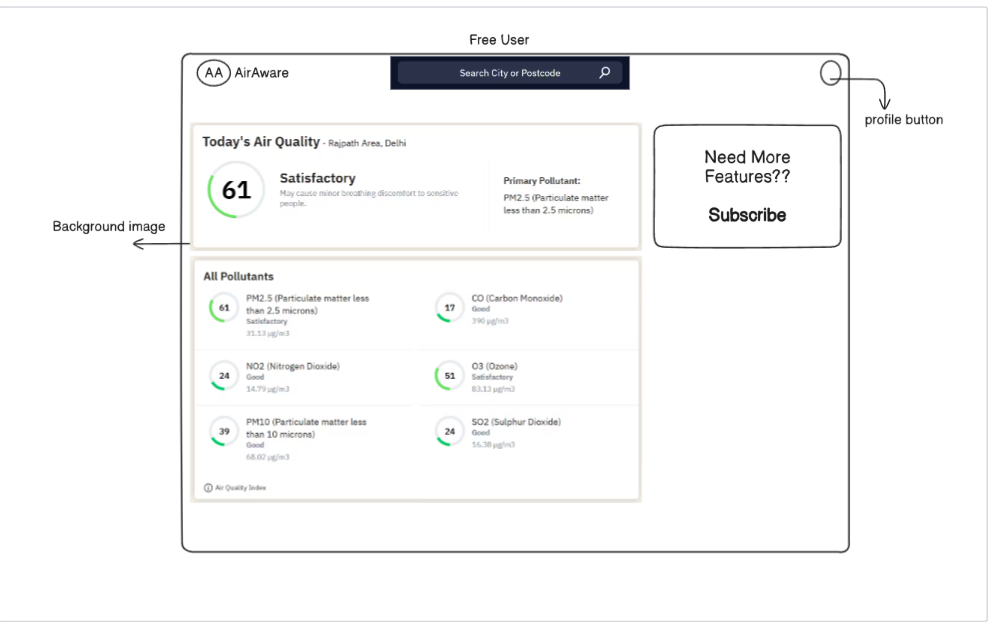 Free User
AA AirAware
Search City or Postcode
profile button
Today's Air Quality - Rajpath Area, Delhi
61
Satisfactory
May cause minor breathing discomfort to sensitive
people.
Primary Pollutant:
PM2.5 (Particulate matter
less than 2.5 microns)
Need More
Features??
Subscribe
Background image
All Pollutants
61
PM2.5 (Particulate matter less
than 2.5 microns)
Satisfactory
31.13 µg/m3
17
CO (Carbon Monoxide)
Good
390 µg/m3
24
NO2 (Nitrogen Dioxide)
Good
14.79 µg/m3
51
O3 (Ozone)
Satisfactory
83.13 µg/m3
39
PM10 (Particulate matter less
than 10 microns)
Good
68.02 µg/m3
24
SO2 (Sulphur Dioxide)
Good
16.38 µg/m3
Air Quality Index